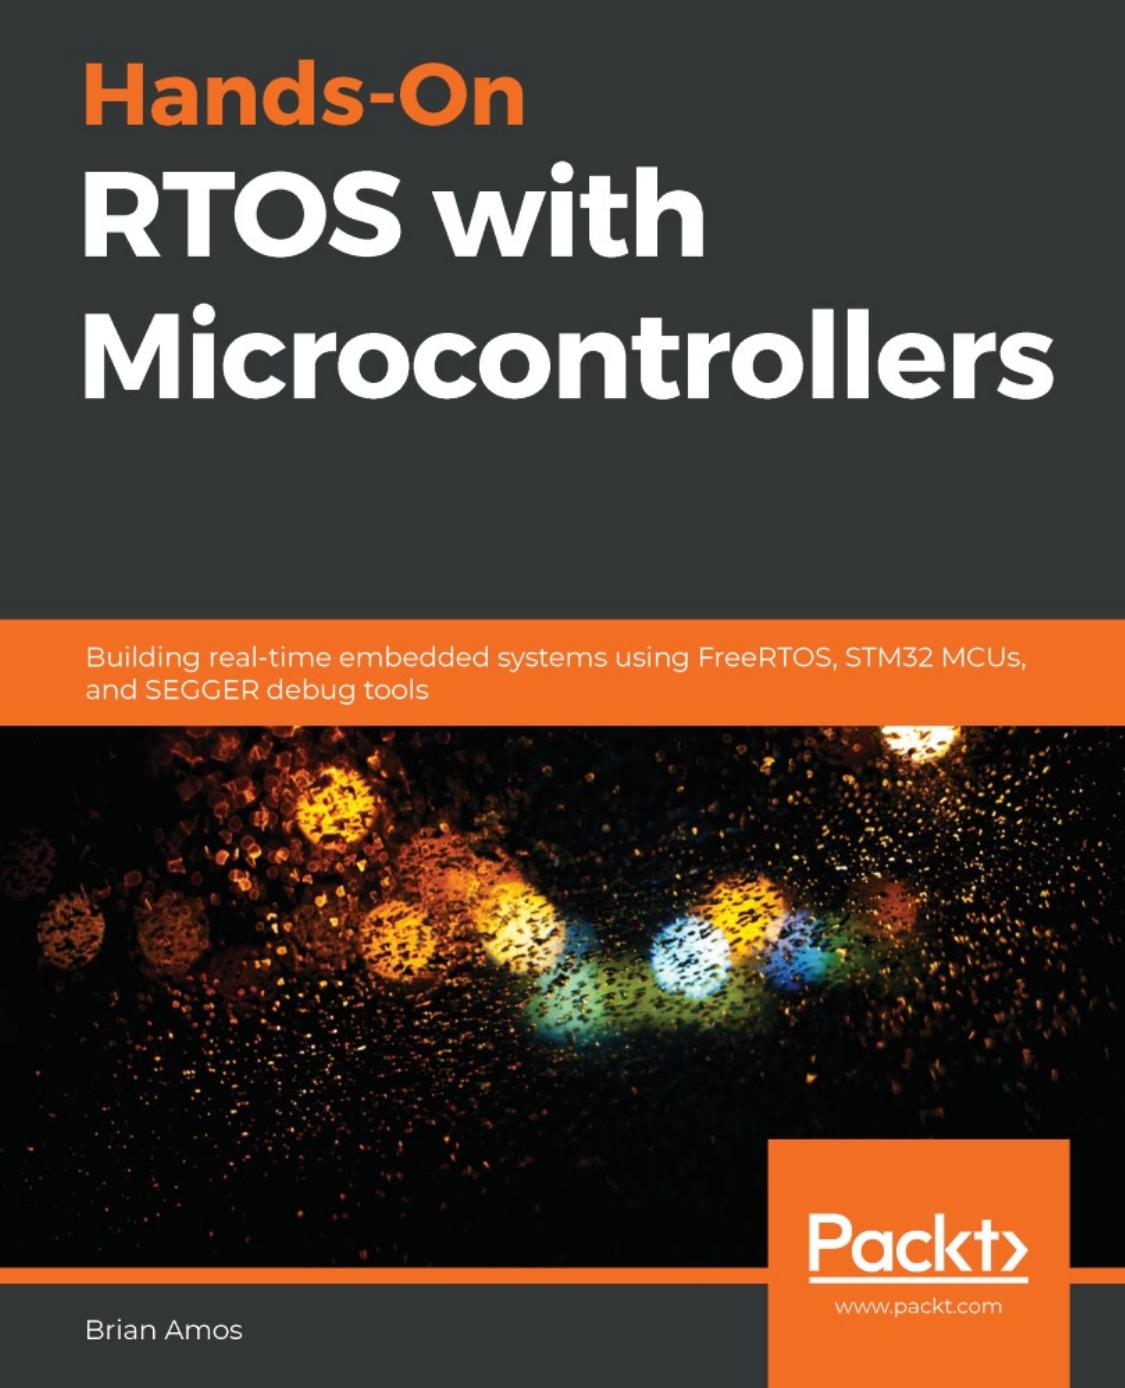 Hands-On
RTOS with
Microcontrollers
Building real-time embedded systems using FreeRTOS, STM32 MCUs,
and SEGGER debug tools
Packt>
www.packt.com
Brian Amos